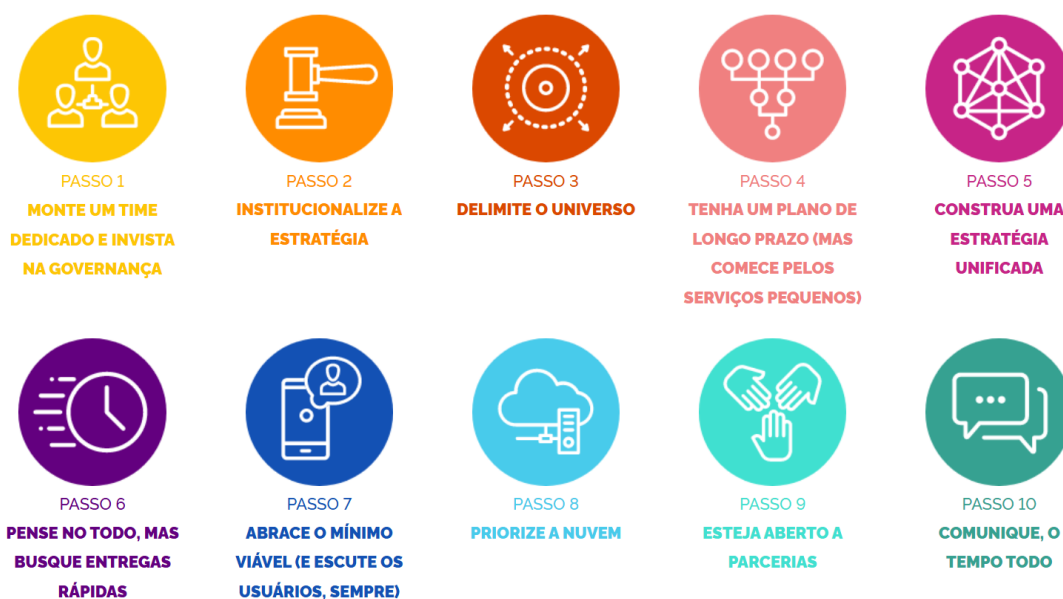 PASSO 1
MONTE UM TIME
DEDICADO E INVISTA
NA GOVERNANÇA
PASSO 2
INSTITUCIONALIZE A
ESTRATÉGIA
PASSO 3
DELIMITE O UNIVERSO
PASSO 4
TENHA UM PLANO DE
LONGO PRAZO (MAS
COMECE PELOS
SERVIÇOS PEQUENOS)
PASSO 5
CONSTRUA UMA
ESTRATÉGIA
UNIFICADA
PASSO 6
PENSE NO TODO, MAS
BUSQUE ENTREGAS
RÁPIDAS
PASSO 7
ABRACE O MÍNIMO
VIÁVEL (E ESCUTE OS
USUÁRIOS, SEMPRE)
PASSO 8
PRIORIZE A NUVEM
PASSO 9
ESTEJA ABERTO A
PARCERIAS
PASSO 10
COMUNIQUE, O
TEMPO TODO